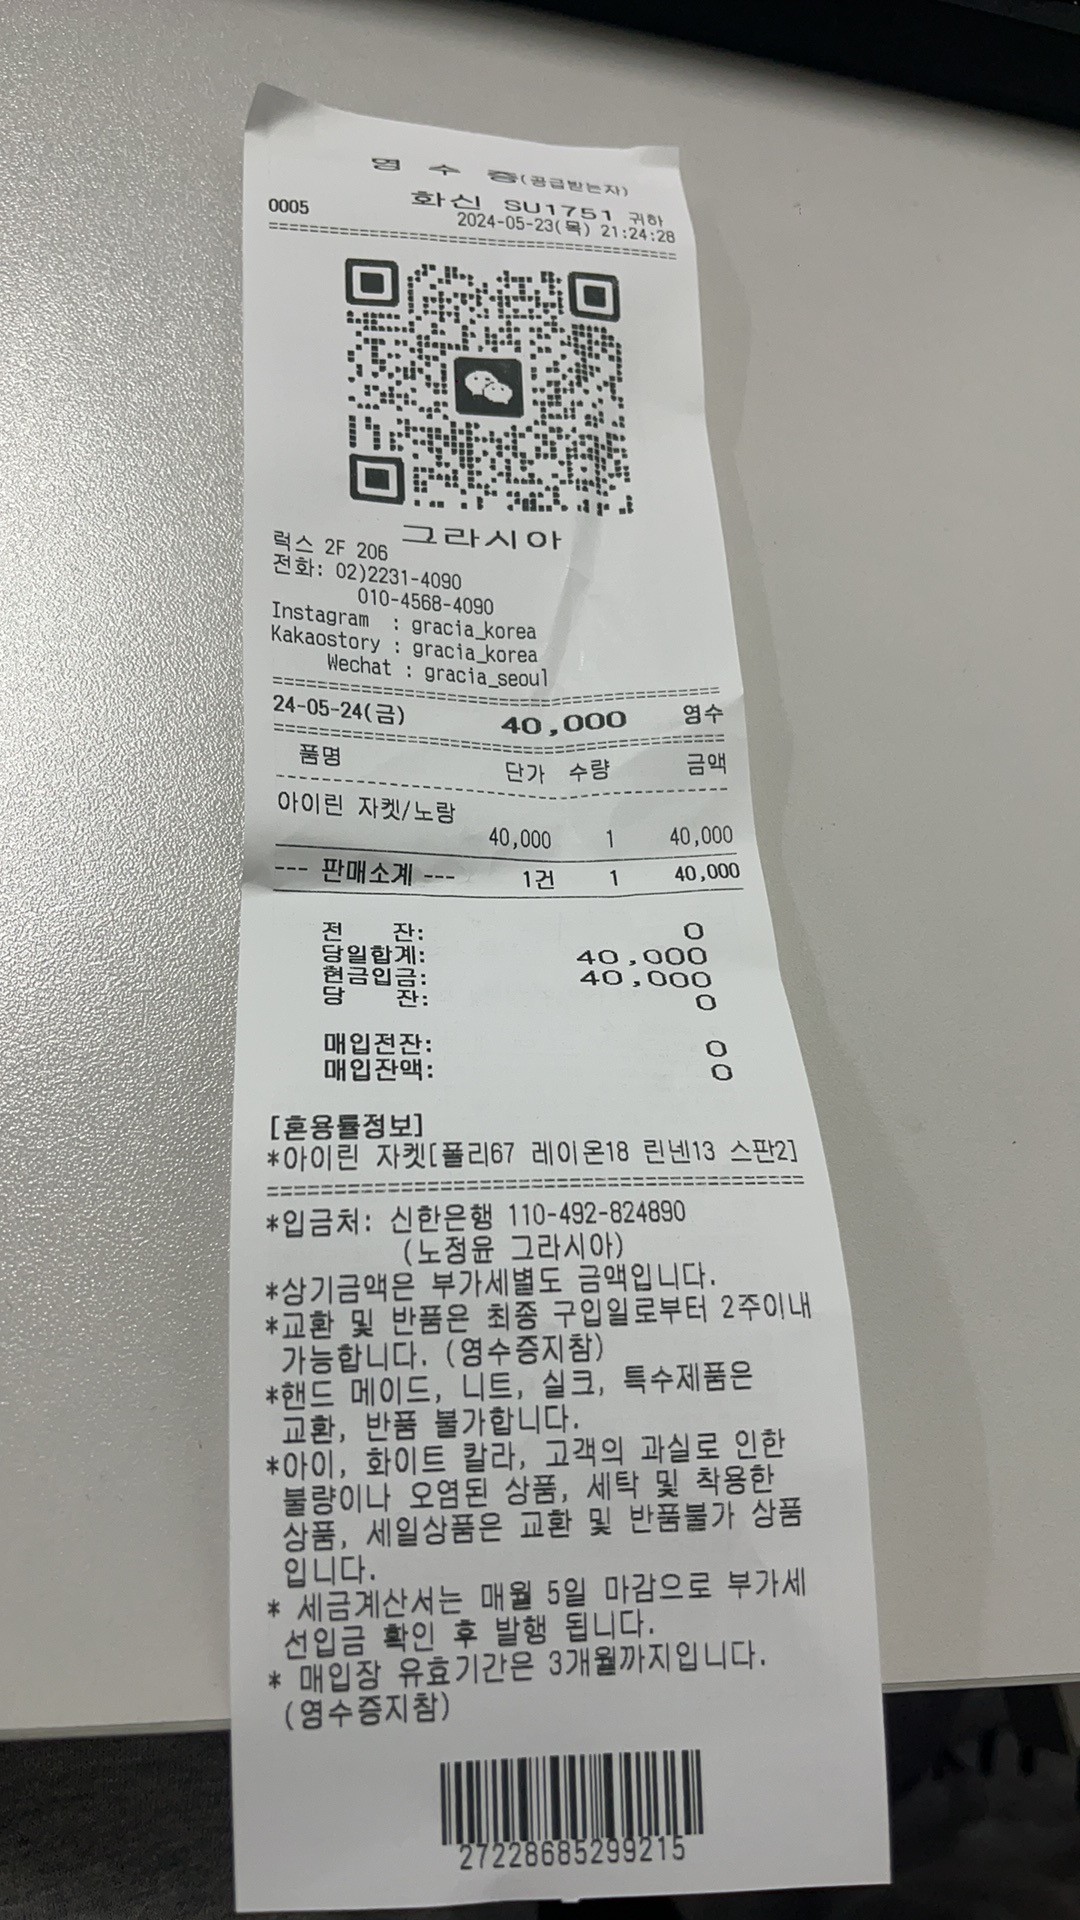 영 수 증(공급받는자)
화신 SU1751 귀하
0005 2024-05-23(목) 21:24:28
그라시아
럭스 2F 206
전화: 02)2231-4090
010-4568-4090
Instagram : gracia_korea
Kakaostory : gracia_korea
Wechat : gracia_seoul
24-05-24(금) 40,000 영수
품명 단가 수량 금액
아이린 자켓/노랑
40,000 1 40,000
--- 판매소계 --- 1건 1 40,000
전 잔: 0
당일합계: 40,000
현금입금: 40,000
당 잔: 0
매입전잔: 0
매입잔액: 0
[혼용률정보]
*아이린 자켓[폴리67 레이온18 린넨13 스판2]
*입금처: 신한은행 110-492-824890
(노정윤 그라시아)
*상기금액은 부가세별도 금액입니다.
*교환 및 반품은 최종 구입일로부터 2주이내
가능합니다. (영수증지참)
*핸드 메이드, 니트, 실크, 특수제품은
교환, 반품 불가합니다.
*아이, 화이트 칼라, 고객의 과실로 인한
불량이나 오염된 상품, 세탁 및 착용한
상품, 세일상품은 교환 및 반품불가 상품
입니다.
* 세금계산서는 매월 5일 마감으로 부가세
선입금 확인 후 발행 됩니다.
* 매입장 유효기간은 3개월까지입니다.
(영수증지참)
27228685299215